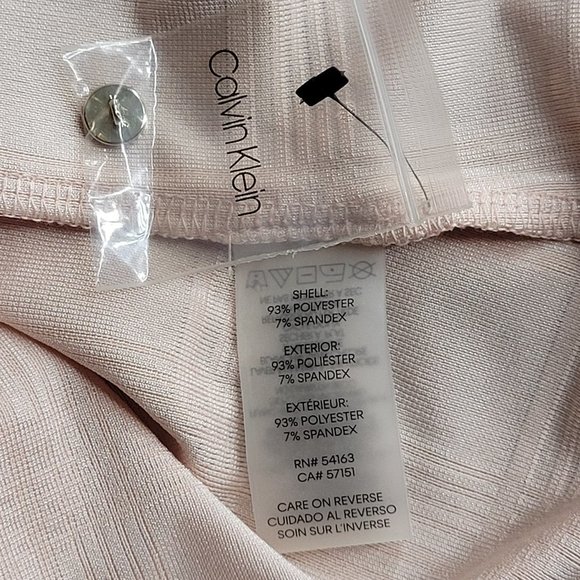 Calvin Klein
SHELL:
93% POLYESTER
7% SPANDEX
EXTERIOR:
93% POLIÉSTER
7% SPANDEX
EXTÉRIEUR:
93% POLYESTER
7% SPANDEX
RN# 54163
CA# 57151
CARE ON REVERSE
CUIDADO AL REVERSO
SOIN SUR L'INVERSE